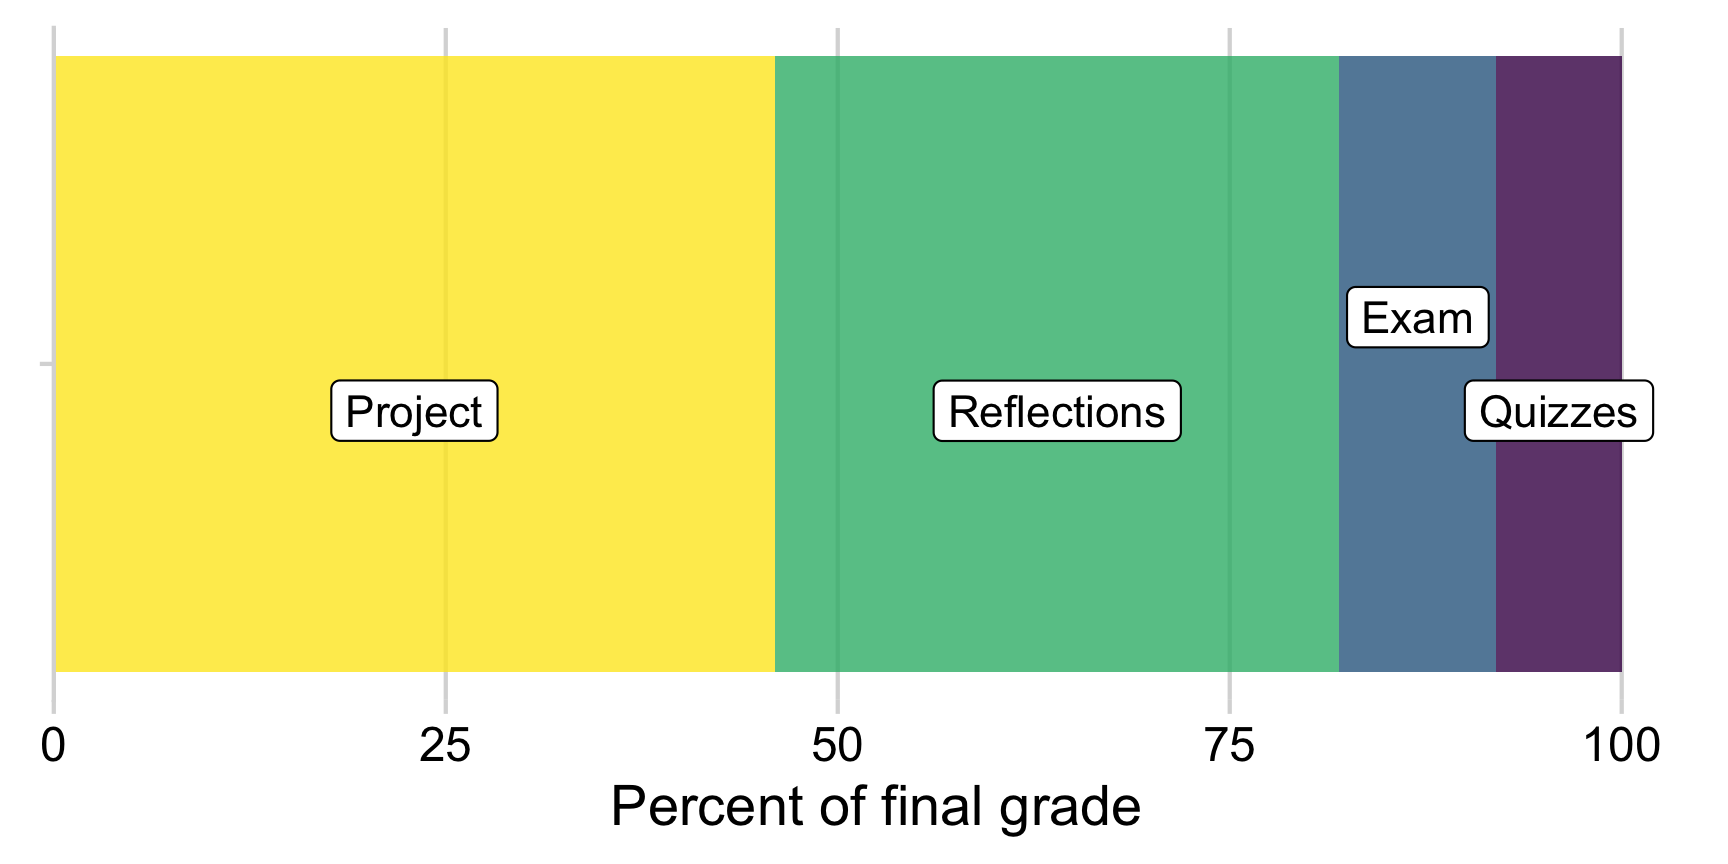 Exam
Project
Reflections
Quizzes
0
25
50
75
100
Percent of final grade